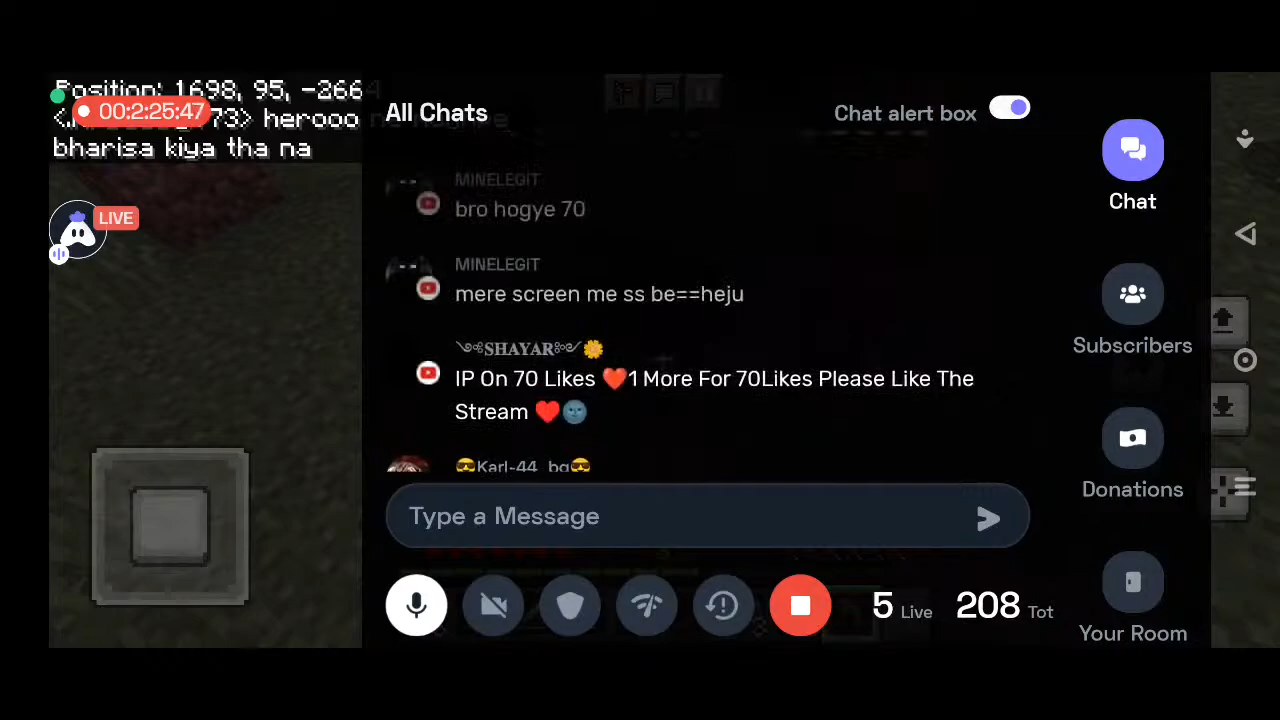 Position: 1698, 95, -2664
00:2:25:47
73> herooo
bharisa kiya tha na
LIVE
All Chats
Chat alert box
MINELEGIT
bro hogye 70
MINELEGIT
mere screen me ss be==heju
༺SHAYAR༻🌼
IP On 70 Likes ❤️1 More For 70Likes Please Like The
Stream ❤️🌚
😎Karl-44_bg😎
Type a Message
5 Live 208 Tot
Chat
Subscribers
Donations
Your Room